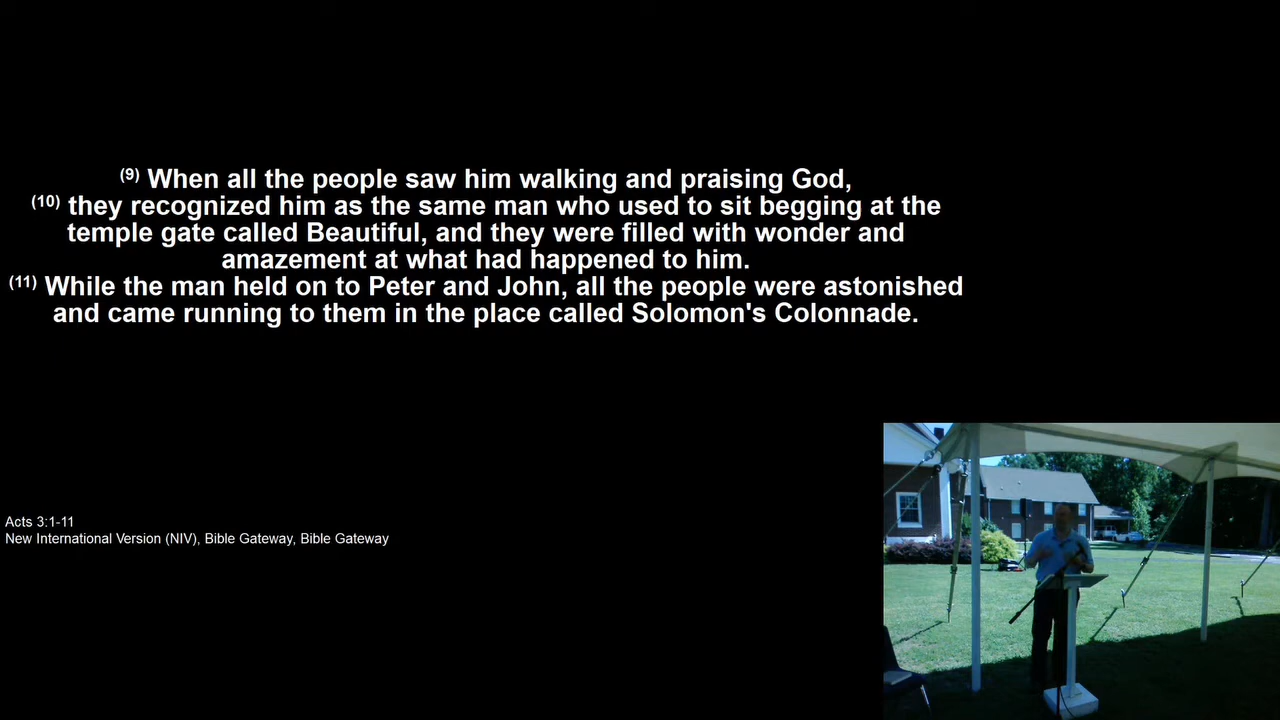 (9) When all the people saw him walking and praising God,
(10) they recognized him as the same man who used to sit begging at the
temple gate called Beautiful, and they were filled with wonder and
amazement at what had happened to him.
(11) While the man held on to Peter and John, all the people were astonished
and came running to them in the place called Solomon's Colonnade.
Acts 3:1-11
New International Version (NIV), Bible Gateway, Bible Gateway